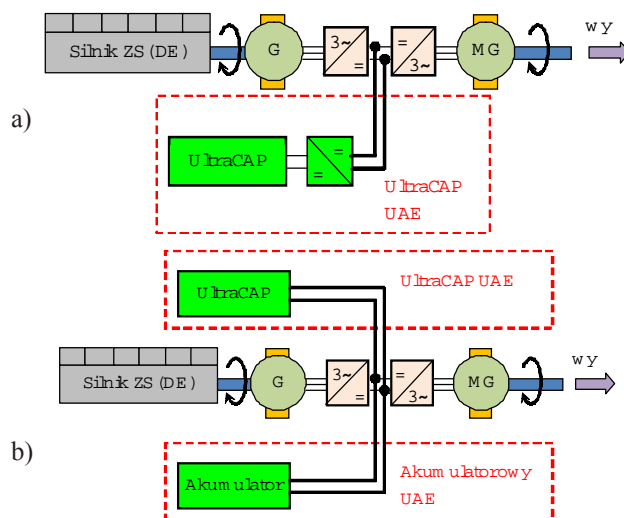 Silnik ZS (DE) G 3~ = = 3~ MG wy
a)
UltraCAP = =
UltraCAP
UAE
UltraCAP UltraCAP UAE
Silnik ZS (DE) G 3~ = = 3~ MG wy
b)
Akumulator Akumulatorowy
UAE